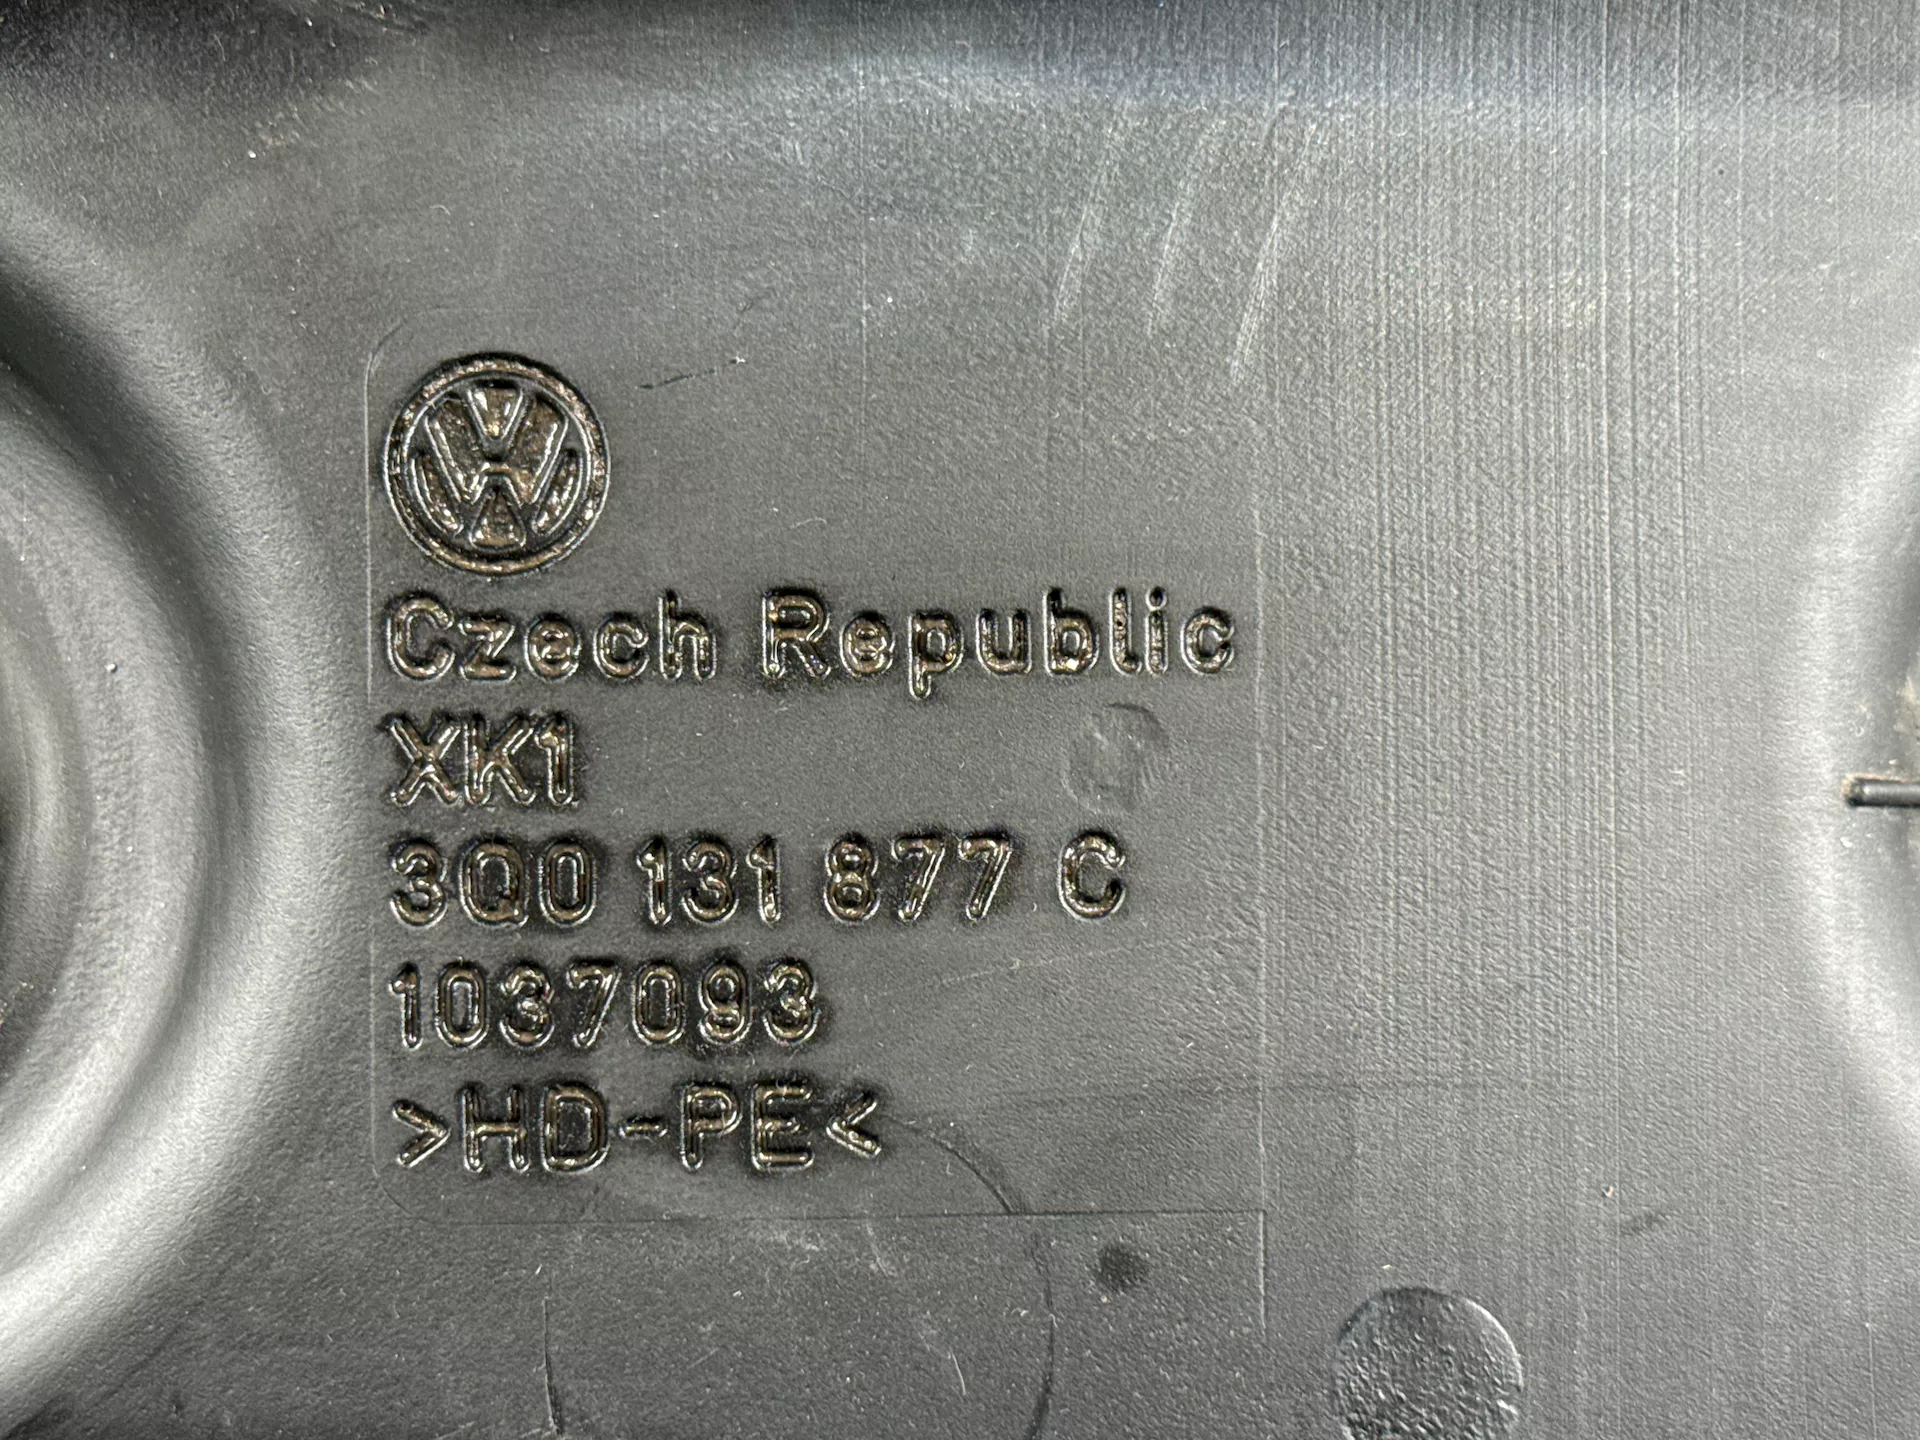 Czech Republic
XK1
3Q0 131 877 C
1037093
>HD-PE<